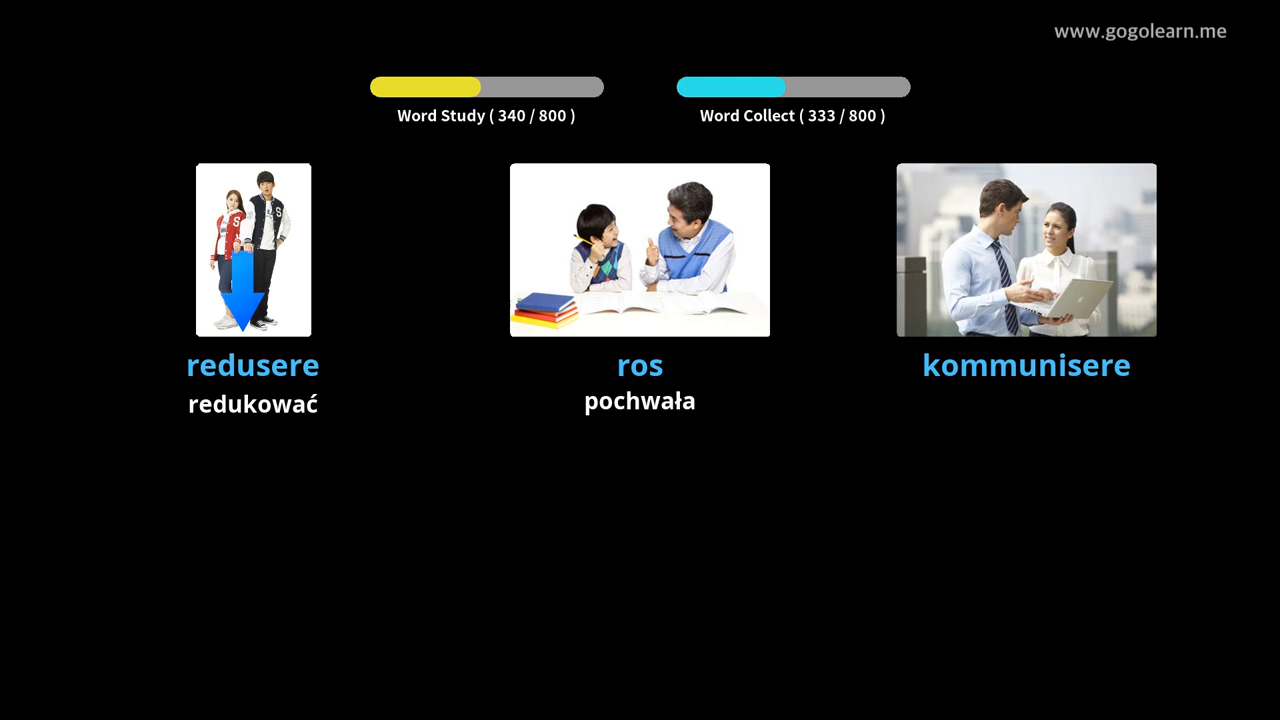 www.gogolearn.me
Word Study ( 340 / 800 )
Word Collect ( 333 / 800 )
redusere
redukować
ros
pochwała
kommunisere